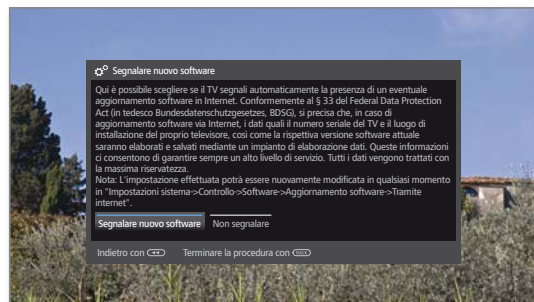 Segnalare nuovo software
Qui è possibile scegliere se il TV segnali automaticamente la presenza di un eventuale
aggiornamento software in Internet. Conformemente al § 33 del Federal Data Protection
Act (in tedesco Bundesdatenschutzgesetzes, BDSG), si precisa che, in caso di
aggiornamento software via Internet, i dati quali il numero seriale del TV e il luogo di
installazione del proprio televisore, così come la rispettiva versione software attuale
saranno elaborati e salvati mediante un impianto di elaborazione dati. Queste informazioni
ci consentono di garantire sempre un alto livello di servizio. Tutti i dati vengono trattati con
la massima riservatezza.
Nota: L'impostazione effettuata potrà essere nuovamente modificata in qualsiasi momento
in "Impostazioni sistema->Controllo->Software->Aggiornamento software->Tramite
internet".
Segnalare nuovo software Non segnalare
Indietro con Terminare la procedura con